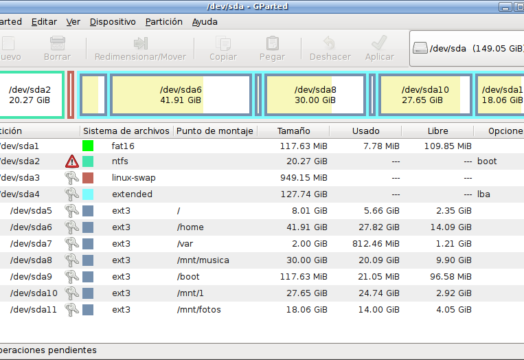 /dev/sda - GParted
arted Editar Ver Dispositivo Partición Ayuda
uevo Borrar Redimensionar/Mover Copiar Pegar Deshacer Aplicar /dev/sda (149.05 GiB)
/dev/sda2 /dev/sda6 /dev/sda8 /dev/sda10 /dev/sda1
20.27 GiB 41.91 GiB 30.00 GiB 27.65 GiB 18.06 GiB
tición Sistema de archivos Punto de montaje Tamaño Usado Libre Opcione
/dev/sda1 fat16 117.63 MiB 7.78 MiB 109.85 MiB
/dev/sda2 ntfs 20.27 GiB --- --- boot
/dev/sda3 linux-swap 949.15 MiB --- ---
/dev/sda4 extended 127.74 GiB --- --- lba
/dev/sda5 ext3 / 8.01 GiB 5.66 GiB 2.35 GiB
/dev/sda6 ext3 /home 41.91 GiB 27.82 GiB 14.09 GiB
/dev/sda7 ext3 /var 2.00 GiB 812.46 MiB 1.21 GiB
/dev/sda8 ext3 /mnt/musica 30.00 GiB 20.09 GiB 9.90 GiB
/dev/sda9 ext3 /boot 117.63 MiB 21.05 MiB 96.58 MiB
/dev/sda10 ext3 /mnt/1 27.65 GiB 24.74 GiB 2.92 GiB
/dev/sda11 ext3 /mnt/fotos 18.06 GiB 14.00 GiB 4.05 GiB
peraciones pendientes